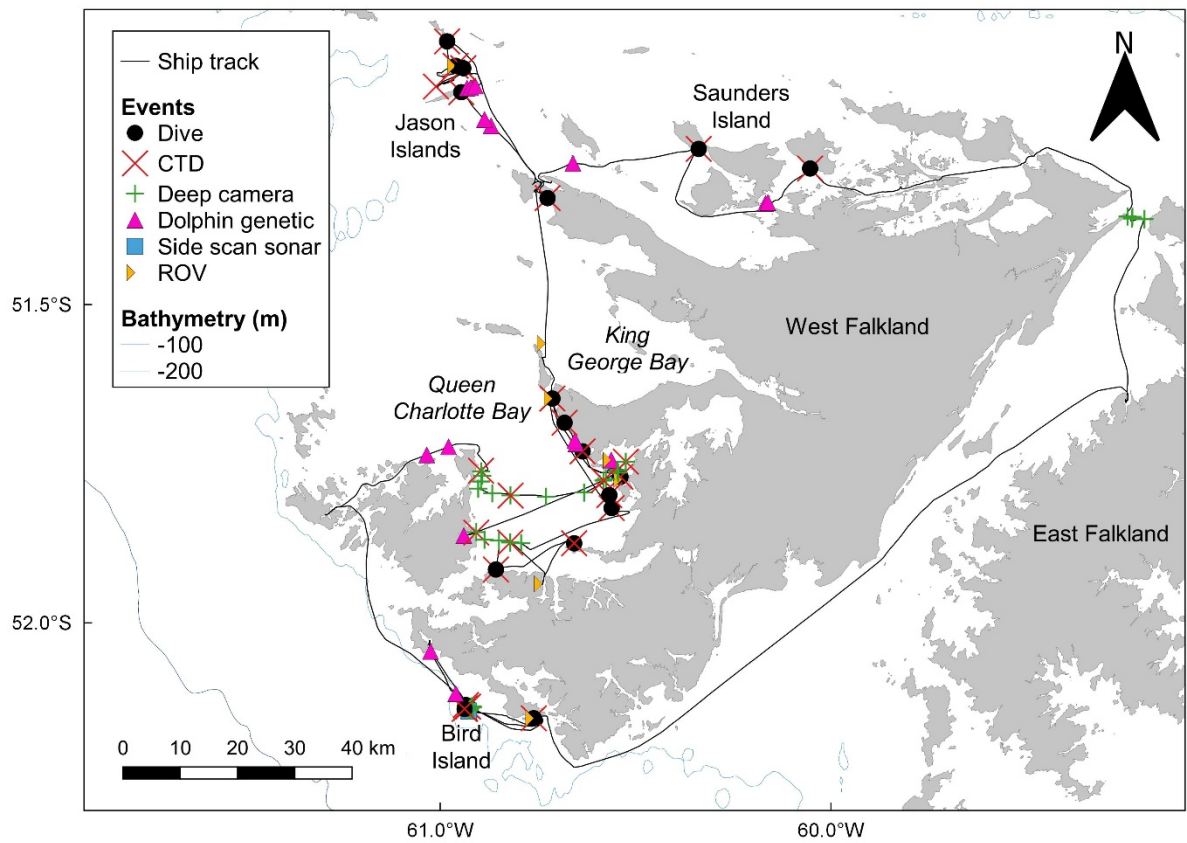 Ship track
Events
Dive
CTD
Deep camera
Dolphin genetic
Side scan sonar
ROV
Bathymetry (m)
-100
-200
N
Saunders
Island
Jason
Islands
51.5°S
King
George Bay
West Falkland
Queen
Charlotte Bay
East Falkland
52.0°S
Bird
Island
0 10 20 30 40 km
61.0°W
60.0°W